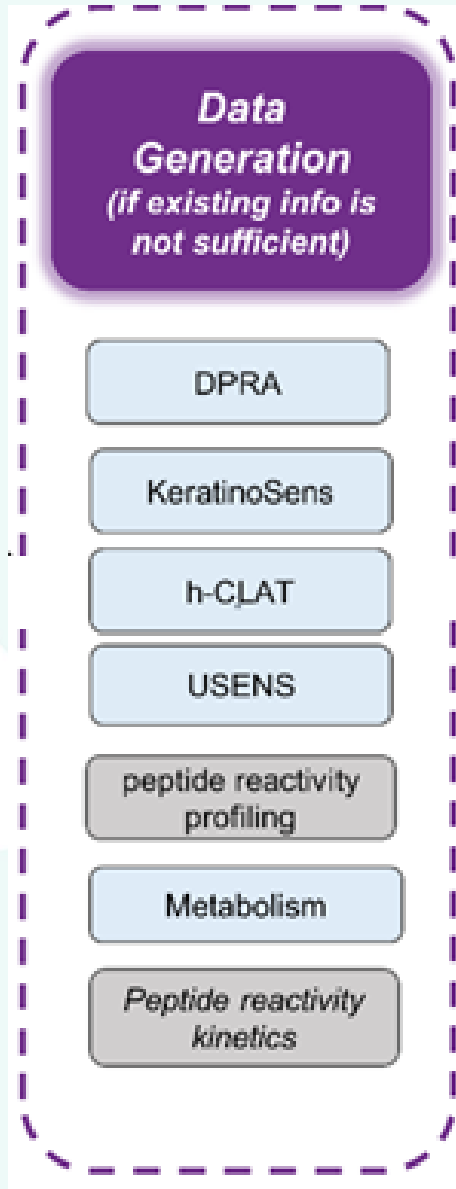 Data
Generation
(if existing info is
not sufficient)
DPRA
KeratinoSens
h-CLAT
USENS
peptide reactivity
profiling
Metabolism
Peptide reactivity
kinetics